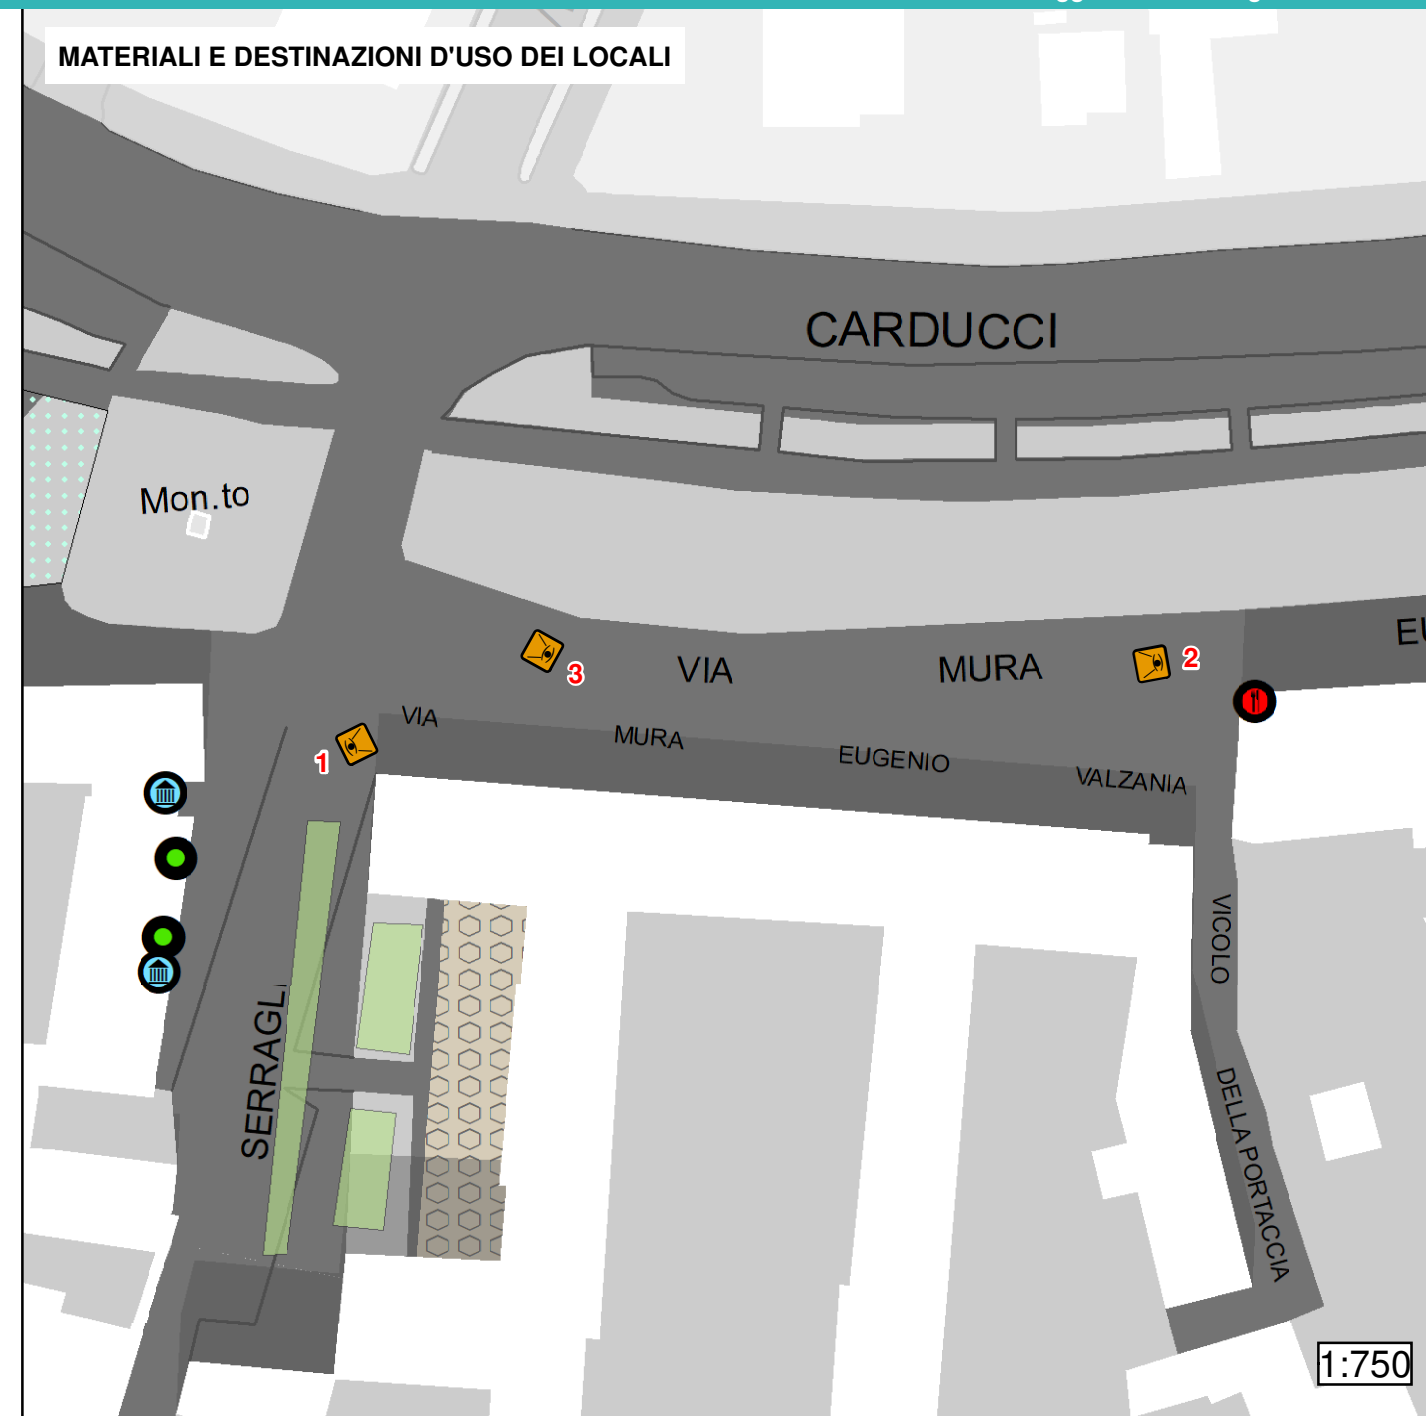 MATERIALI E DESTINAZIONI D'USO DEI LOCALI
CARDUCCI
Mon.to
VIA MURA
EU
3
2
1
VIA MURA EUGENIO VALZANIA
VICOLO DELLA PORTACCIA
SERRAGL
1:750